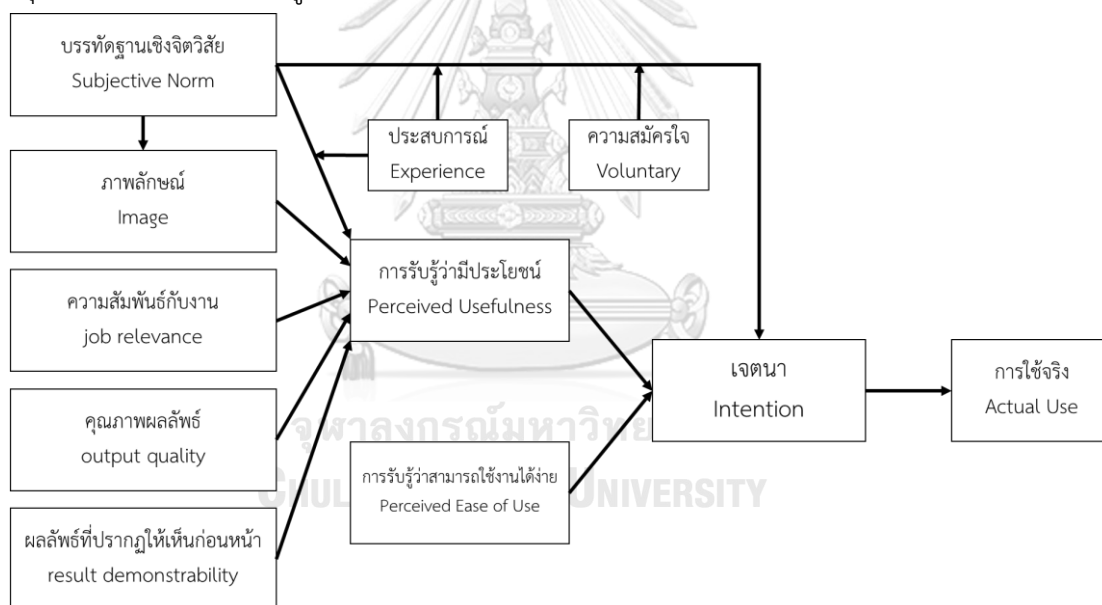 บรรทัดฐานเชิงจิตวิสัย
Subjective Norm
ประสบการณ์
Experience
ความสมัครใจ
Voluntary
ภาพลักษณ์
Image
การรับรู้ว่ามีประโยชน์
Perceived Usefulness
ความสัมพันธ์กับงาน
job relevance
เจตนา
Intention
การใช้จริง
Actual Use
คุณภาพผลลัพธ์
output quality
การรับรู้ว่าสามารถใช้งานได้ง่าย
Perceived Ease of Use
ผลลัพธ์ที่ปรากฏให้เห็นก่อนหน้า
result demonstrability
UNIVERSITY